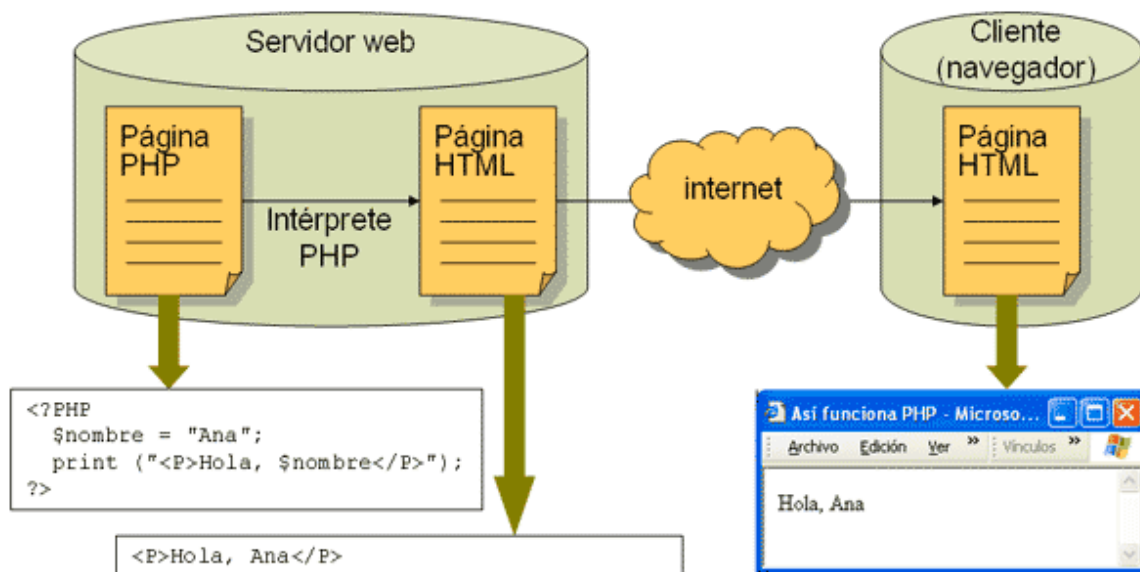 Servidor web
Página
PHP
Intérprete
PHP
Página
HTML
internet
Cliente
(navegador)
Página
HTML
<?PHP
$nombre = "Ana";
print ("<P>Hola, $nombre</P>");
?>
<P>Hola, Ana</P>
Así funciona PHP - Microso...
Archivo Edición Ver » Vínculos »
Hola, Ana